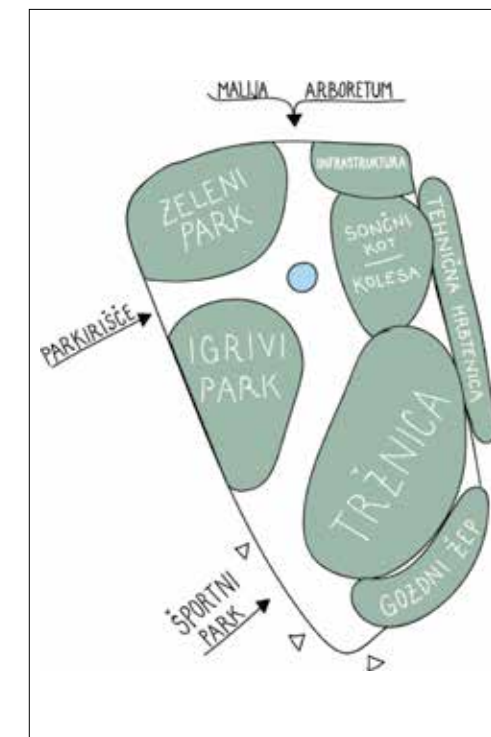 MALIJA ARBORETUM
INFRASTRUKTURA
ZELENI
PARK
SONČNI
KOT
KOLESA
TEHNIČNA HRBTENICA
PARKIRIŠČE
IGRIVI
PARK
TRŽNICA
GOZDNI ŽEP
ŠPORTNI
PARK